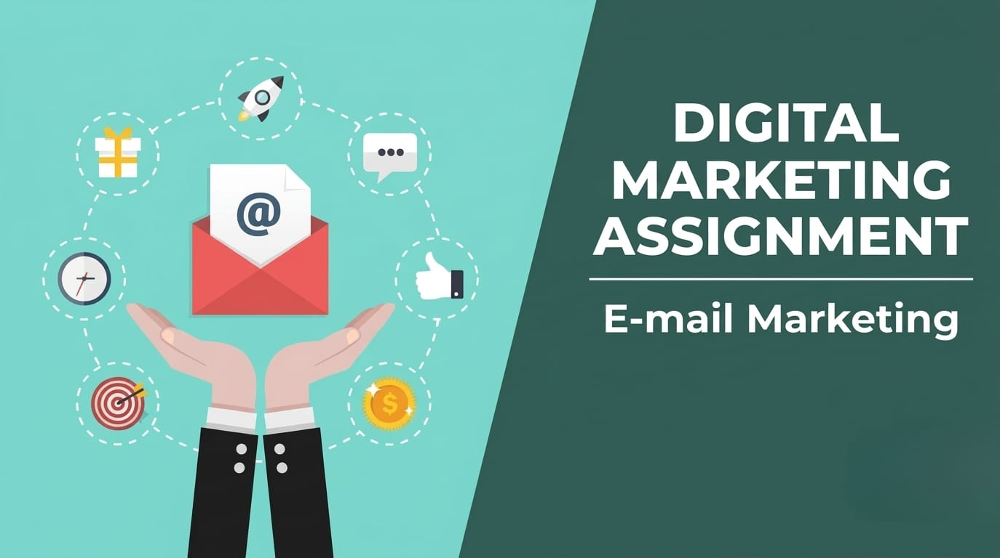 @
$
DIGITAL
MARKETING
ASSIGNMENT
E-mail Marketing